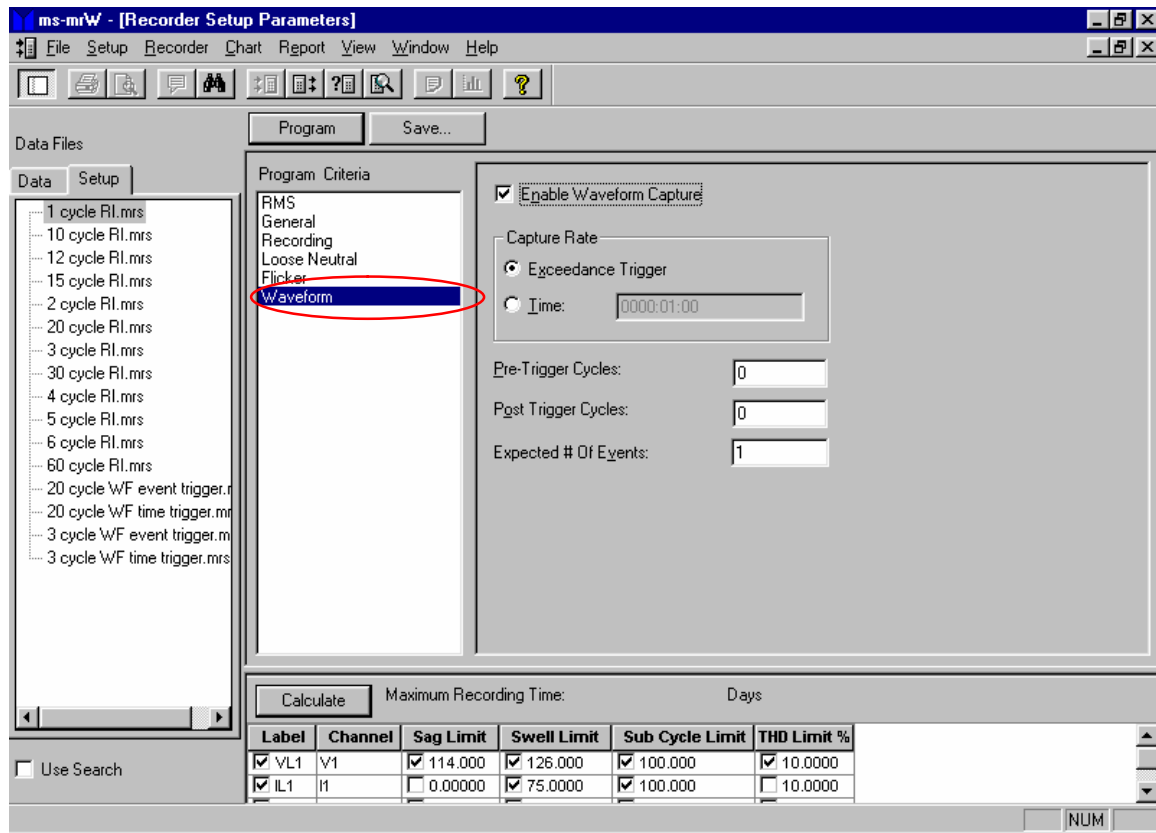 ms-mrW - [Recorder Setup Parameters]
File Setup Recorder Chart Report View Window Help
Program Save...
Data Files
Data Setup
1 cycle RI.mrs
10 cycle RI.mrs
12 cycle RI.mrs
15 cycle RI.mrs
2 cycle RI.mrs
20 cycle RI.mrs
3 cycle RI.mrs
30 cycle RI.mrs
4 cycle RI.mrs
5 cycle RI.mrs
6 cycle RI.mrs
60 cycle RI.mrs
20 cycle WF event trigger.r
20 cycle WF time trigger.mr
3 cycle WF event trigger.m
3 cycle WF time trigger.mrs
Use Search
Program Criteria
RMS
General
Recording
Loose Neutral
Flicker
Waveform
Enable Waveform Capture
Capture Rate
Exceedance Trigger
Time: 0000:01:00
Pre-Trigger Cycles: 0
Post Trigger Cycles: 0
Expected # Of Events: 1
Calculate Maximum Recording Time: Days
Label Channel Sag Limit Swell Limit Sub Cycle Limit THD Limit %
VL1 V1 114.000 126.000 100.000 10.0000
IL1 I1 0.00000 75.0000 100.000 10.0000
NUM